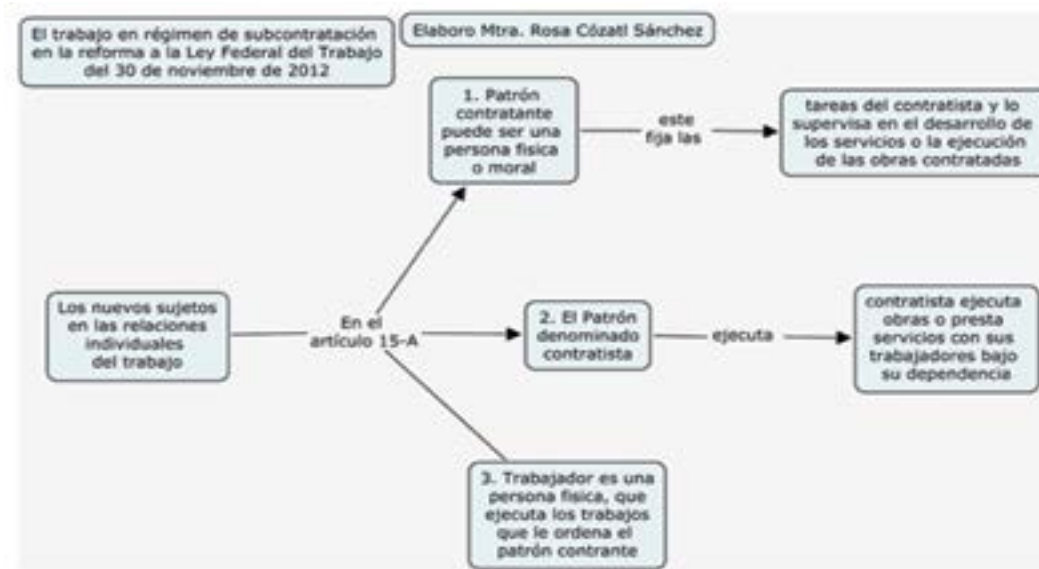 El trabajo en régimen de subcontratación
en la reforma a la Ley Federal del Trabajo
del 30 de noviembre de 2012
Elaboro Mtra. Rosa Cózatl Sánchez
1. Patrón
contratante
puede ser una
persona fisica
o moral
este
fija las
tareas del contratista y lo
supervisa en el desarrollo de
los servicios o la ejecución
de las obras contratadas
Los nuevos sujetos
en las relaciones
individuales
del trabajo
En el
artículo 15-A
2. El Patrón
denominado
contratista
ejecuta
contratista ejecuta
obras o presta
servicios con sus
trabajadores bajo
su dependencia
3. Trabajador es una
persona fisica, que
ejecuta los trabajos
que le ordena el
patrón contrante